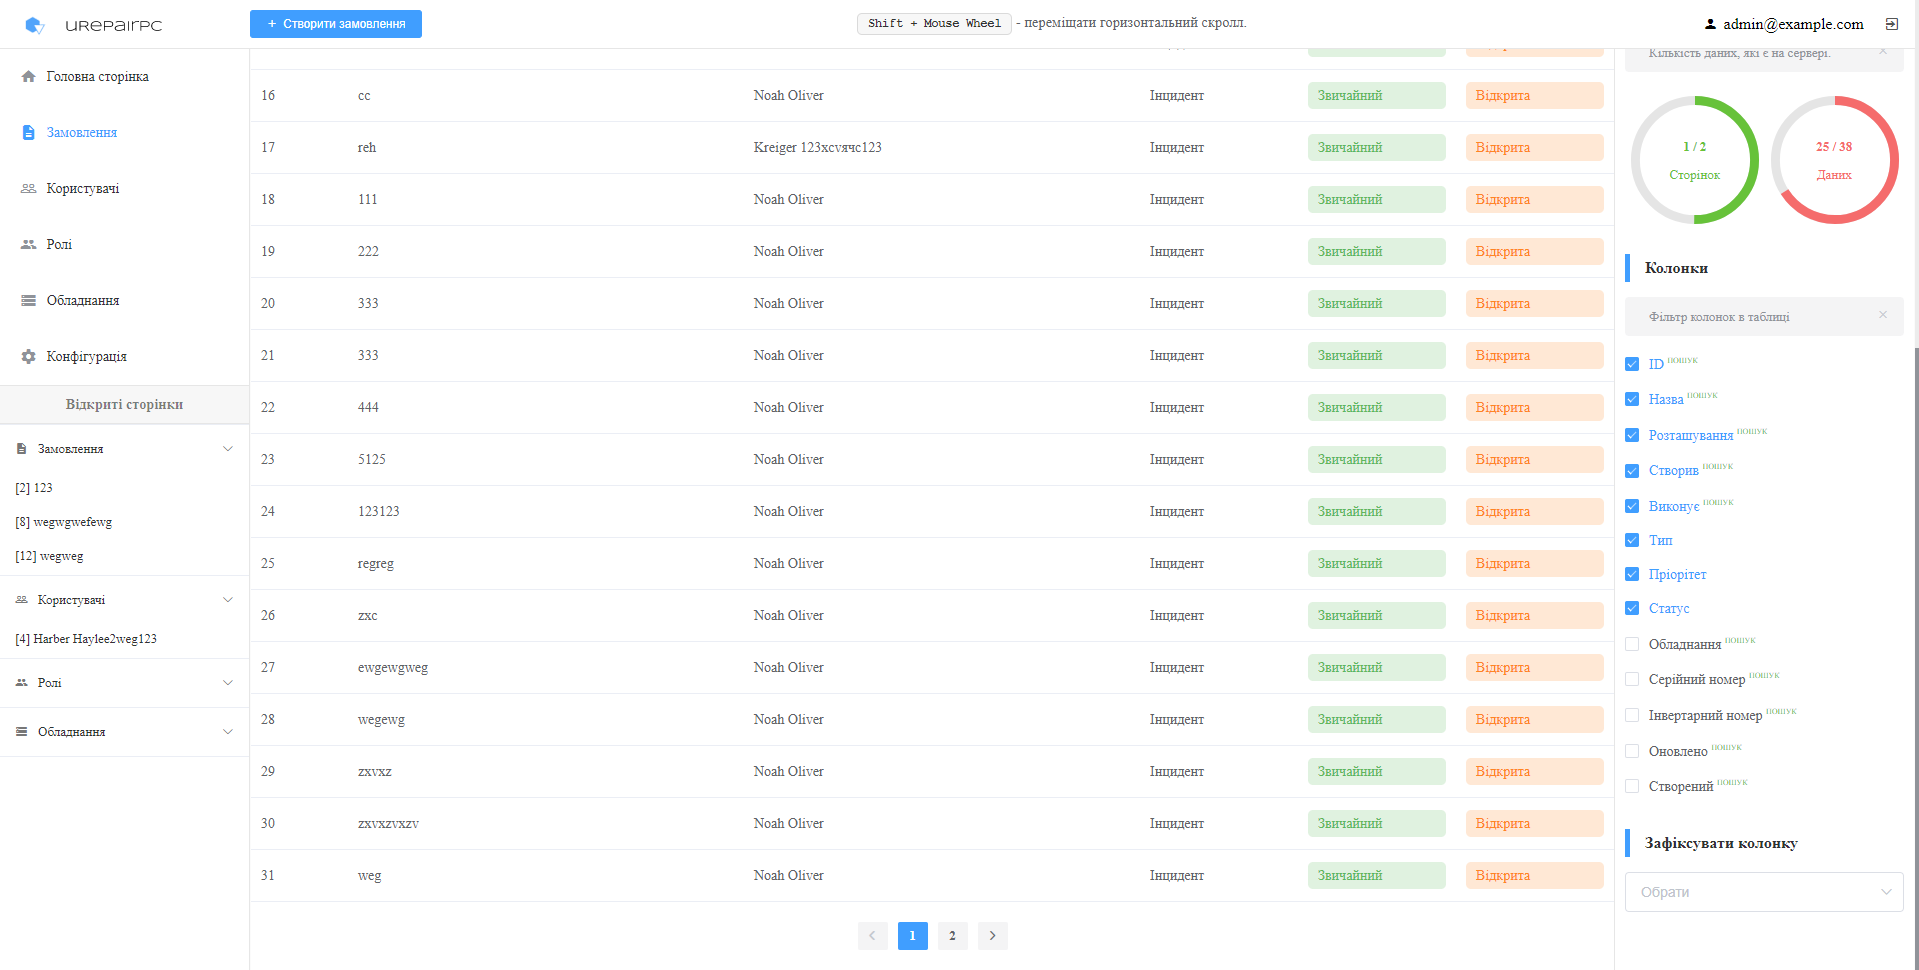 urepairpc
+ Створити замовлення
Shift + Mouse Wheel - переміщати горизонтальний скролл.
admin@example.com
Головна сторінка
Замовлення
Користувачі
Ролі
Обладнання
Конфігурація
Відкриті сторінки
Замовлення
[2] 123
[8] wegwgwefewg
[12] wegweg
Користувачі
[4] Harber Haylee2weg123
Ролі
Обладнання
16 cc Noah Oliver Інцидент Звичайний Відкрита
17 reh Kreiger 123xcvячс123 Інцидент Звичайний Відкрита
18 111 Noah Oliver Інцидент Звичайний Відкрита
19 222 Noah Oliver Інцидент Звичайний Відкрита
20 333 Noah Oliver Інцидент Звичайний Відкрита
21 333 Noah Oliver Інцидент Звичайний Відкрита
22 444 Noah Oliver Інцидент Звичайний Відкрита
23 5125 Noah Oliver Інцидент Звичайний Відкрита
24 123123 Noah Oliver Інцидент Звичайний Відкрита
25 regreg Noah Oliver Інцидент Звичайний Відкрита
26 zxc Noah Oliver Інцидент Звичайний Відкрита
27 ewgewgweg Noah Oliver Інцидент Звичайний Відкрита
28 wegewg Noah Oliver Інцидент Звичайний Відкрита
29 zxvxz Noah Oliver Інцидент Звичайний Відкрита
30 zxvxzvxzv Noah Oliver Інцидент Звичайний Відкрита
31 weg Noah Oliver Інцидент Звичайний Відкрита
1 2
Кількість даних, які є на сервері.
1 / 2
Сторінок
25 / 38
Даних
Колонки
Фільтр колонок в таблиці
ID пошук
Назва пошук
Розташування пошук
Створив пошук
Виконує пошук
Тип
Пріорітет
Статус
Обладнання пошук
Серійний номер пошук
Інвертарний номер пошук
Оновлено пошук
Створений пошук
Зафіксувати колонку
Обрати